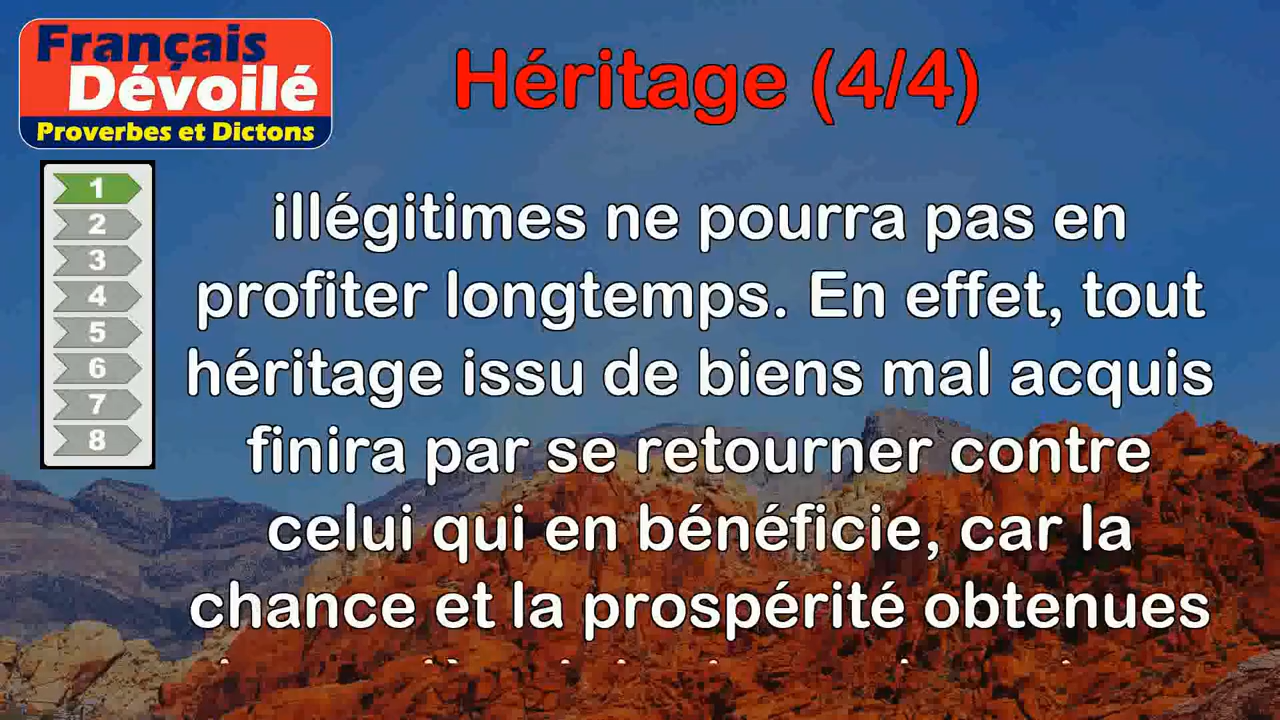 Français
Dévoilé
Proverbes et Dictons
Héritage (4/4)
1
2
3
4
5
6
7
8
illégitimes ne pourra pas en
profiter longtemps. En effet, tout
héritage issu de biens mal acquis
finira par se retourner contre
celui qui en bénéficie, car la
chance et la prospérité obtenues